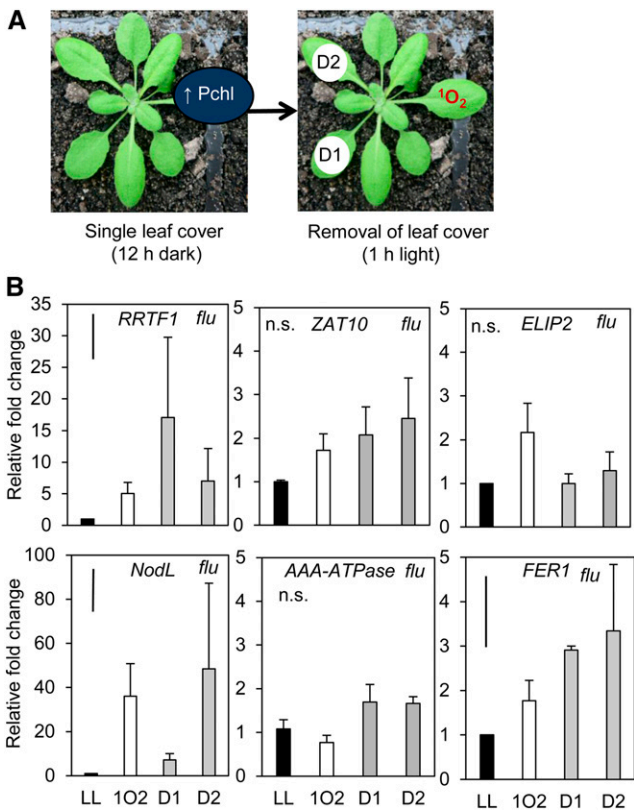 A
↑ Pchl
D2
¹O₂
D1
Single leaf cover
(12 h dark)
Removal of leaf cover
(1 h light)
B
Relative fold change
35
30
25
20
15
10
5
0
RRTF1 flu
5
4
3
2
1
0
n.s. ZAT10 flu
5
4
3
2
1
0
n.s. ELIP2 flu
Relative fold change
100
80
60
40
20
0
NodL flu
LL 1O2 D1 D2
5
4
3
2
1
0
AAA-ATPase flu
n.s.
LL 1O2 D1 D2
5
4
3
2
1
0
FER1 flu
LL 1O2 D1 D2